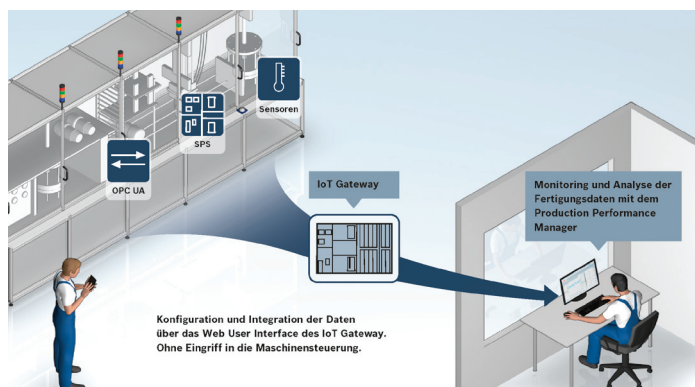 Sensoren
SPS
OPC UA
IoT Gateway
Monitoring und Analyse der
Fertigungsdaten mit dem
Production Performance
Manager
Konfiguration und Integration der Daten
über das Web User Interface des IoT Gateway.
Ohne Eingriff in die Maschinensteuerung.